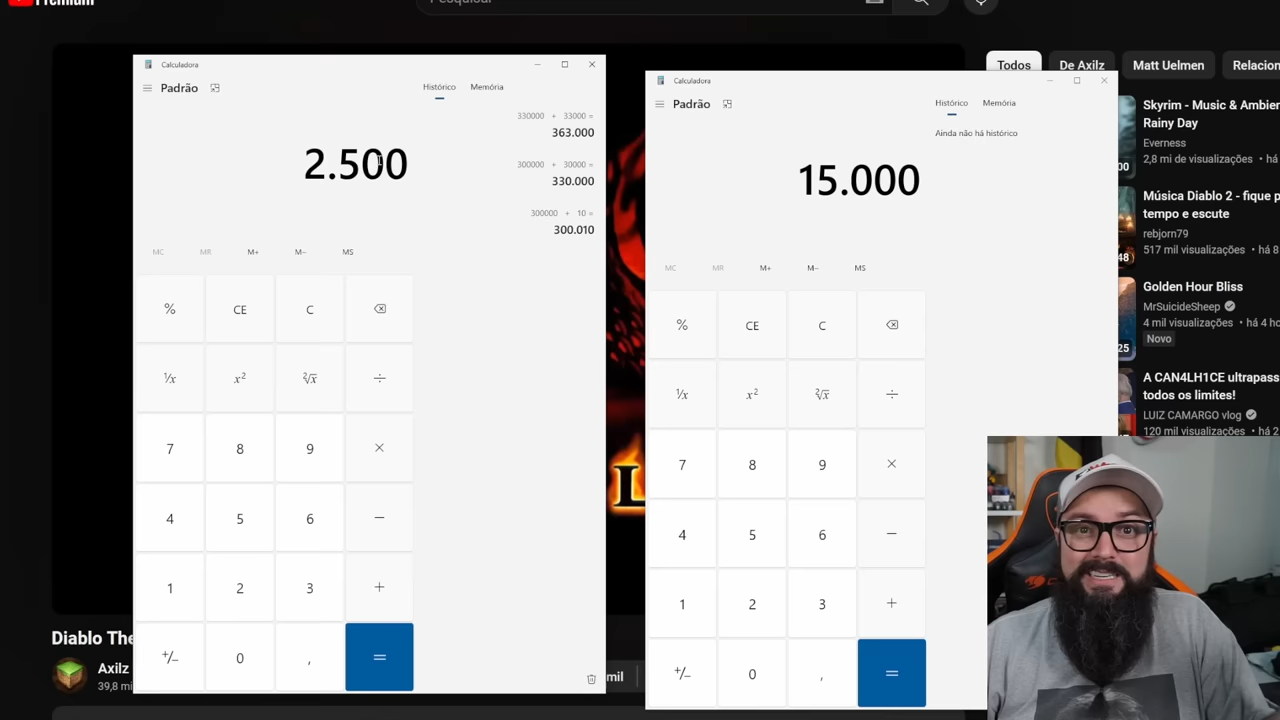 Premium
Pesquisar
Calculadora
Padrão
Histórico
Memória
330000 + 33000 =
363.000
300000 + 30000 =
330.000
300000 + 10 =
300.010
2.500
MC MR M+ M− MS
% CE C
⅟x x² ²√x ÷
7 8 9 ×
4 5 6 −
1 2 3 +
+/− 0 , =
Calculadora
Padrão
Histórico
Memória
Ainda não há histórico
15.000
MC MR M+ M− MS
% CE C
⅟x x² ²√x ÷
7 8 9 ×
4 5 6 −
1 2 3 +
+/− 0 , =
Todos
De Axilz
Matt Uelmen
Relacion
Skyrim - Music & Ambien
Rainy Day
Everness
2,8 mi de visualizações • há
00
Música Diablo 2 - fique p
tempo e escute
rebjorn79
517 mil visualizações • há 8
48
Golden Hour Bliss
MrSuicideSheep
4 mil visualizações • há 4 ho
Novo
25
A CAN4LH1CE ultrapass
todos os limites!
LUIZ CAMARGO vlog
120 mil visualizações • há 2
L
Diablo The
Axilz
39,8 mi
mil